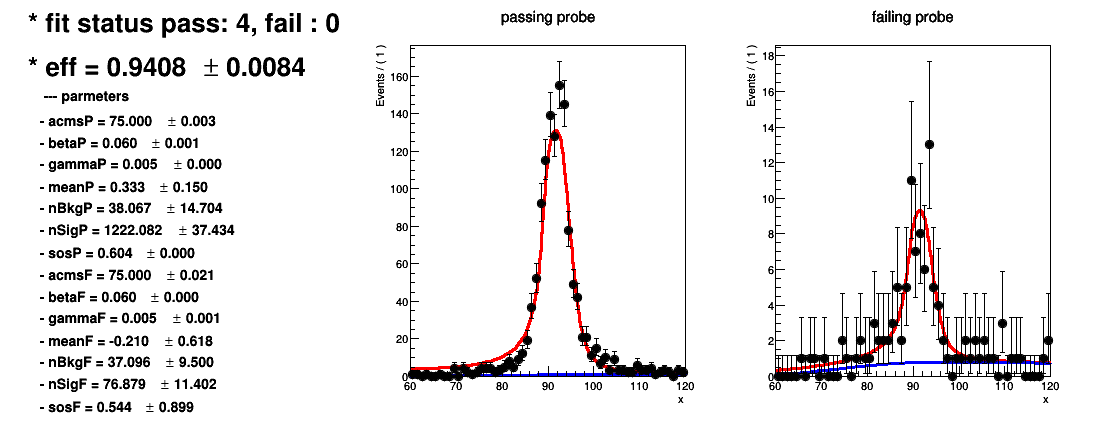 * fit status pass: 4, fail : 0
* eff = 0.9408 ± 0.0084
--- parmeters
- acmsP = 75.000 ± 0.003
- betaP = 0.060 ± 0.001
- gammaP = 0.005 ± 0.000
- meanP = 0.333 ± 0.150
- nBkgP = 38.067 ± 14.704
- nSigP = 1222.082 ± 37.434
- sosP = 0.604 ± 0.000
- acmsF = 75.000 ± 0.021
- betaF = 0.060 ± 0.000
- gammaF = 0.005 ± 0.001
- meanF = -0.210 ± 0.618
- nBkgF = 37.096 ± 9.500
- nSigF = 76.879 ± 11.402
- sosF = 0.544 ± 0.899
passing probe
Events / ( 1 )
160
140
120
100
80
60
40
20
0
60 70 80 90 100 110 120
x
failing probe
Events / ( 1 )
18
16
14
12
10
8
6
4
2
0
60 70 80 90 100 110 120
x